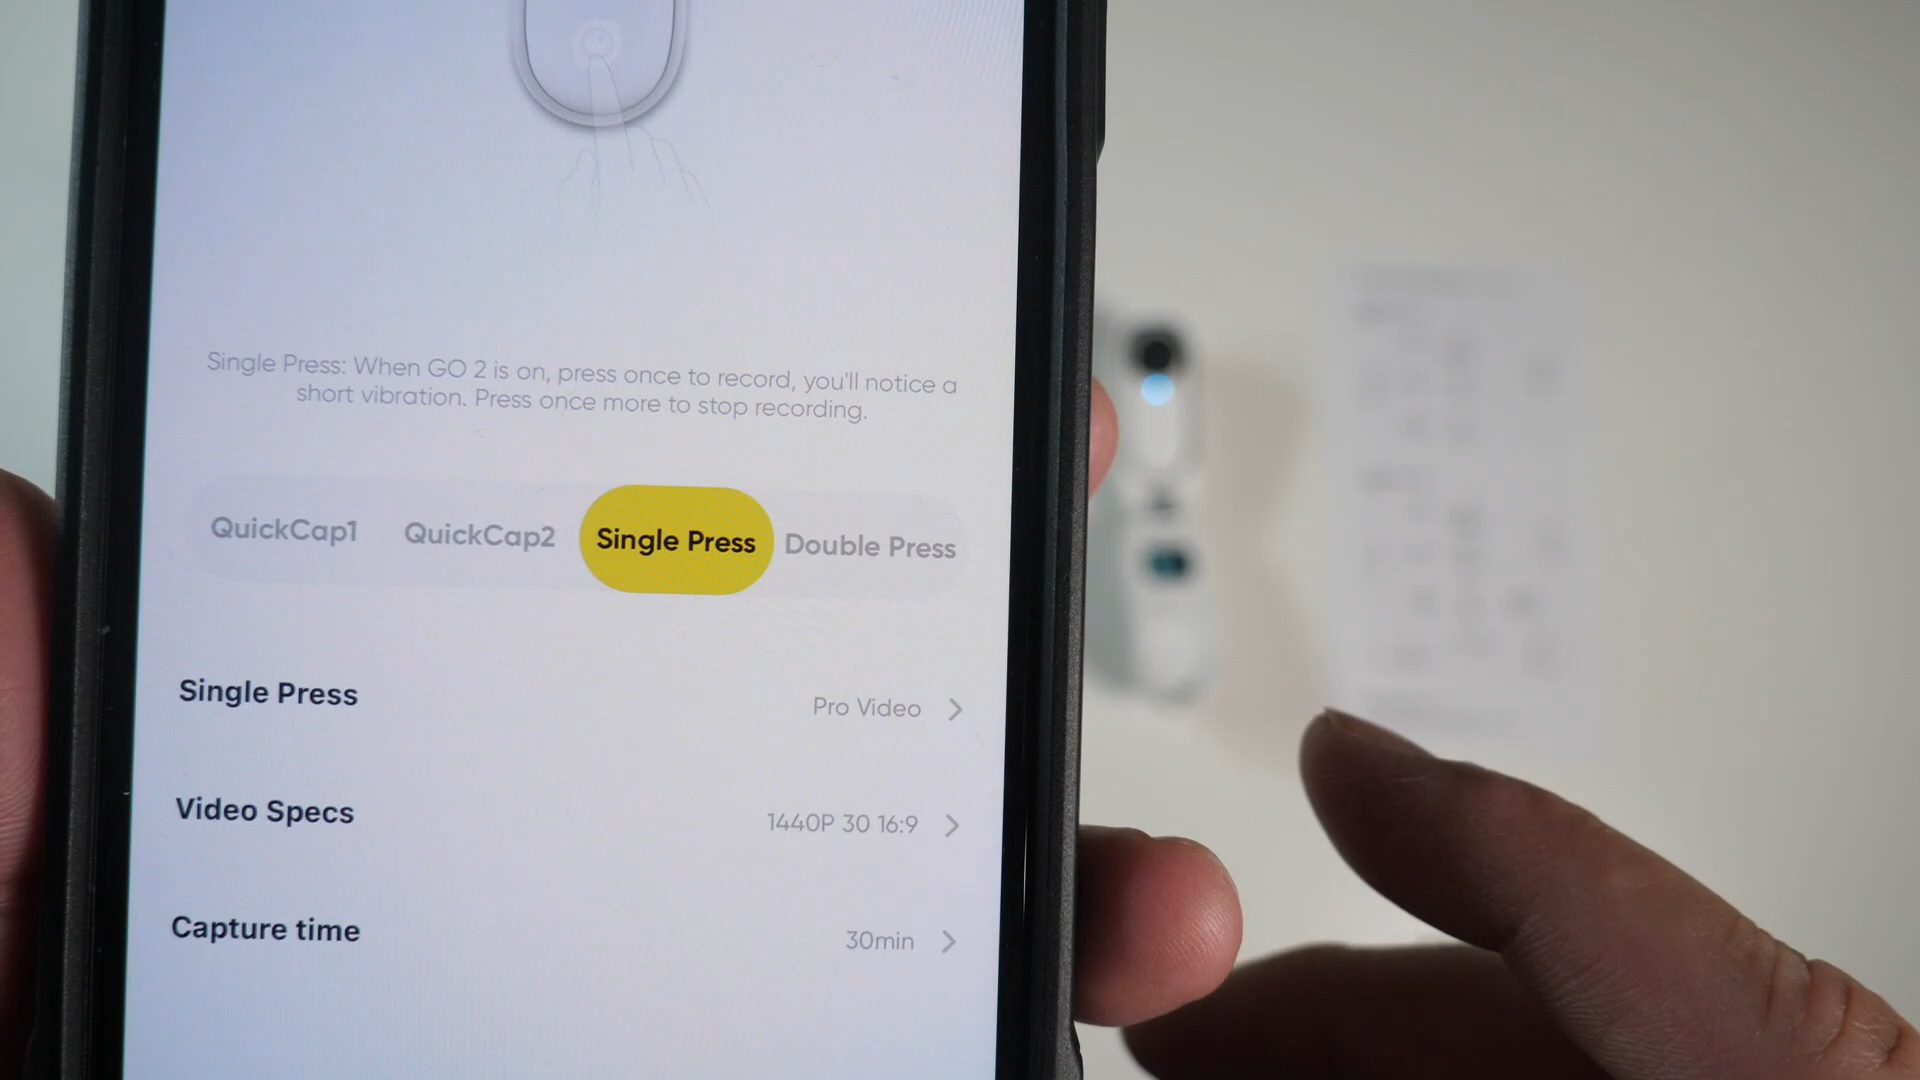 Single Press: When GO 2 is on, press once to record, you'll notice a
short vibration. Press once more to stop recording.
QuickCap1 QuickCap2 Single Press Double Press
Single Press Pro Video
Video Specs 1440P 30 16:9
Capture time 30min